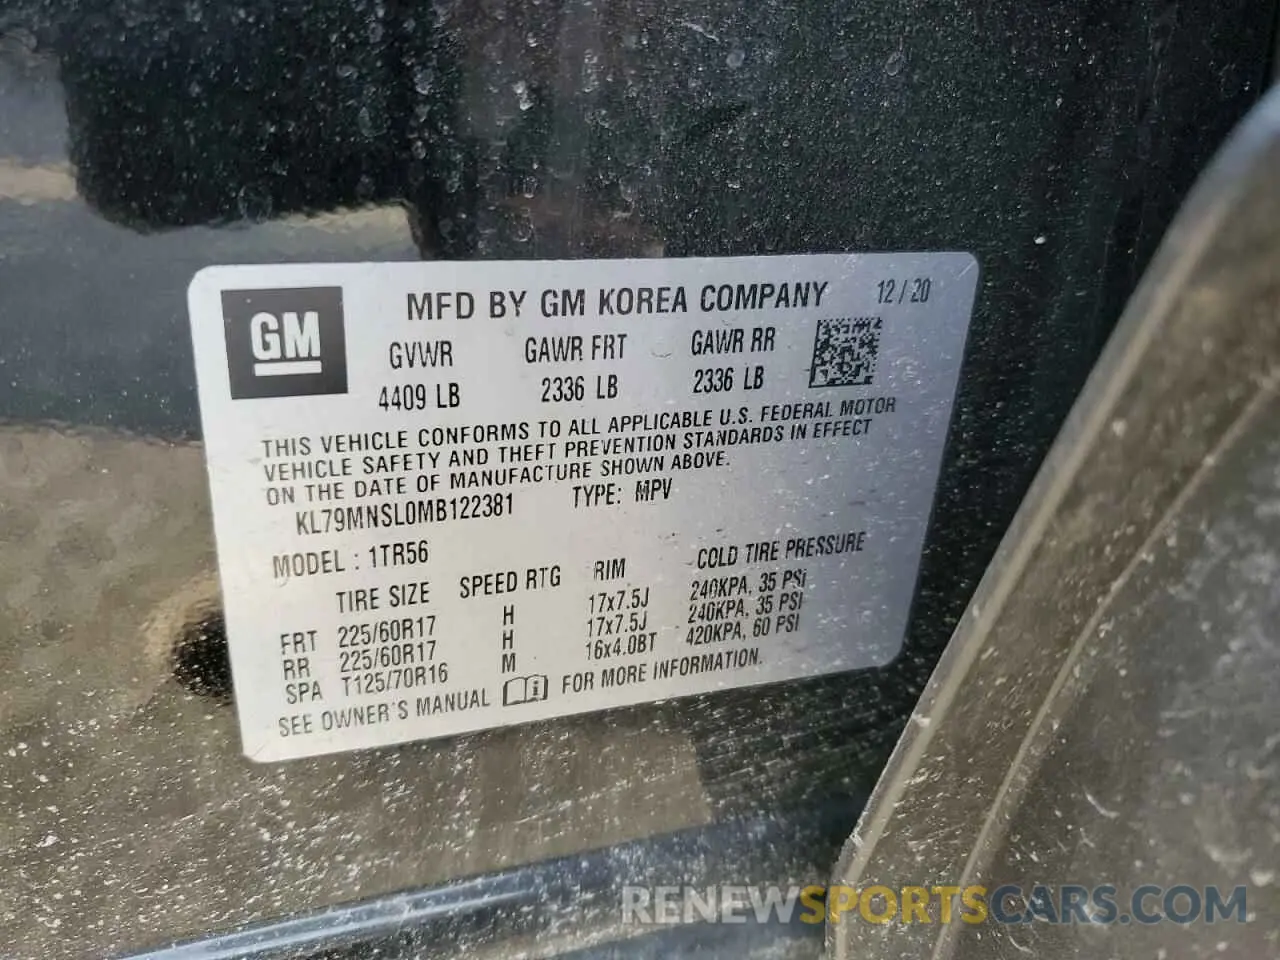 GM
MFD BY GM KOREA COMPANY 12/20
GVWR GAWR FRT GAWR RR
4409 LB 2336 LB 2336 LB
THIS VEHICLE CONFORMS TO ALL APPLICABLE U.S. FEDERAL MOTOR
VEHICLE SAFETY AND THEFT PREVENTION STANDARDS IN EFFECT
ON THE DATE OF MANUFACTURE SHOWN ABOVE.
KL79MNSL0MB122381 TYPE: MPV
MODEL : 1TR56
TIRE SIZE SPEED RTG RIM COLD TIRE PRESSURE
FRT 225/60R17 H 17x7.5J 240KPA, 35 PSI
RR 225/60R17 H 17x7.5J 240KPA, 35 PSI
SPA T125/70R16 M 16x4.0BT 420KPA, 60 PSI
SEE OWNER'S MANUAL FOR MORE INFORMATION.
RENEWSPORTSCARS.COM